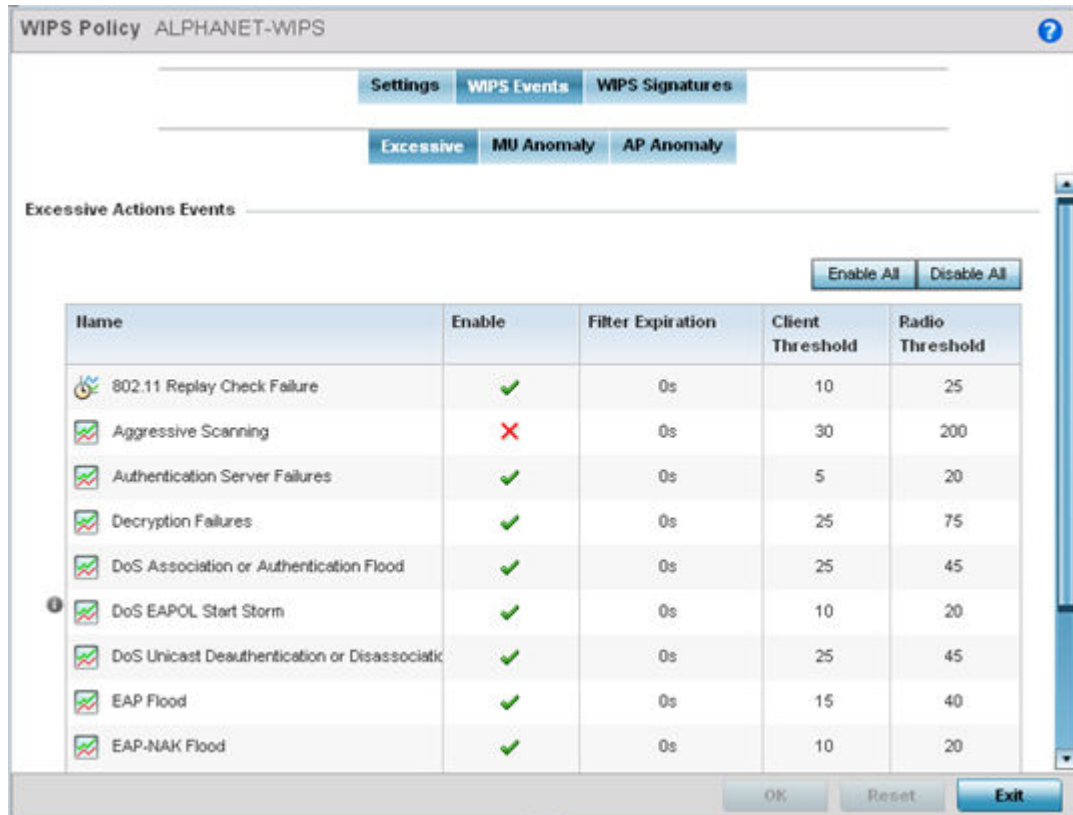 WIPS Policy ALPHANET-WIPS
?
Settings WIPS Events WIPS Signatures
Excessive MU Anomaly AP Anomaly
Excessive Actions Events
Enable All Disable All
Name Enable Filter Expiration Client Threshold Radio Threshold
802.11 Replay Check Failure 0s 10 25
Aggressive Scanning 0s 30 200
Authentication Server Failures 0s 5 20
Decryption Failures 0s 25 75
DoS Association or Authentication Flood 0s 25 45
DoS EAPOL Start Storm 0s 10 20
DoS Unicast Deauthentication or Disassociatic 0s 25 45
EAP Flood 0s 15 40
EAP-NAK Flood 0s 10 20
OK Reset Exit